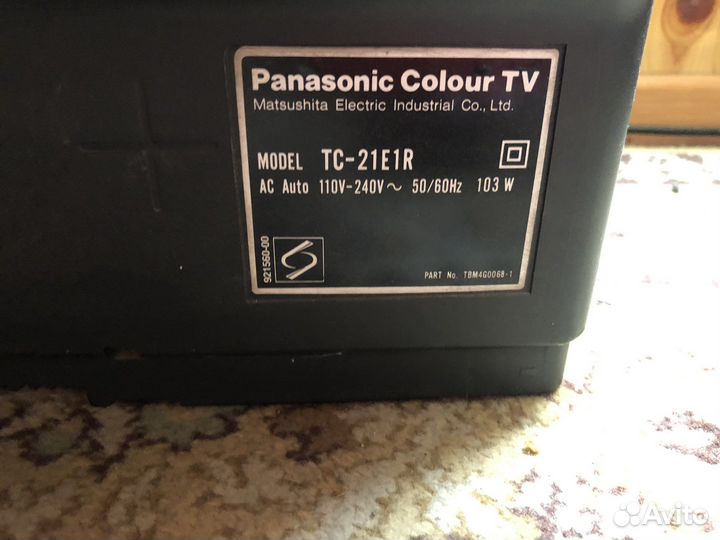 Panasonic Colour TV
Matsushita Electric Industrial Co., Ltd.
MODEL TC-21E1R
AC Auto 110V-240V～ 50/60Hz 103 W
921560-00
PART No. TBM4G0068-1
Avito